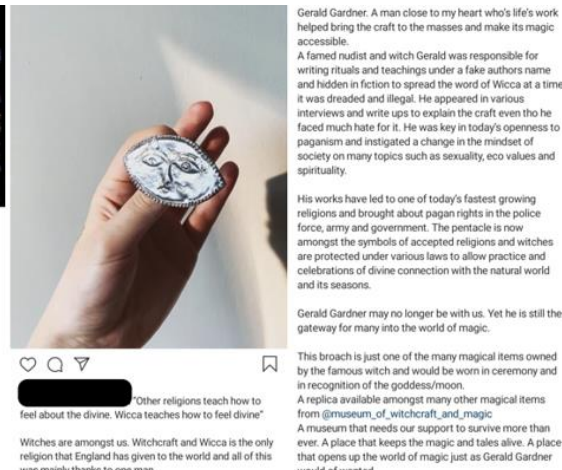 "Other religions teach how to
feel about the divine. Wicca teaches how to feel divine"
Witches are amongst us. Witchcraft and Wicca is the only
religion that England has given to the world and all of this
was mainly thanks to one man
Gerald Gardner. A man close to my heart who's life's work
helped bring the craft to the masses and make its magic
accessible.
A famed nudist and witch Gerald was responsible for
writing rituals and teachings under a fake authors name
and hidden in fiction to spread the word of Wicca at a time
it was dreaded and illegal. He appeared in various
interviews and write ups to explain the craft even tho he
faced much hate for it. He was key in today's openness to
paganism and instigated a change in the mindset of
society on many topics such as sexuality, eco values and
spirituality.
His works have led to one of today's fastest growing
religions and brought about pagan rights in the police
force, army and government. The pentacle is now
amongst the symbols of accepted religions and witches
are protected under various laws to allow practice and
celebrations of divine connection with the natural world
and its seasons.
Gerald Gardner may no longer be with us. Yet he is still the
gateway for many into the world of magic.
This broach is just one of the many magical items owned
by the famous witch and would be worn in ceremony and
in recognition of the goddess/moon.
A replica available amongst many other magical items
from @museum_of_witchcraft_and_magic
A museum that needs our support to survive more than
ever. A place that keeps the magic and tales alive. A place
that opens up the world of magic just as Gerald Gardner
would of wanted